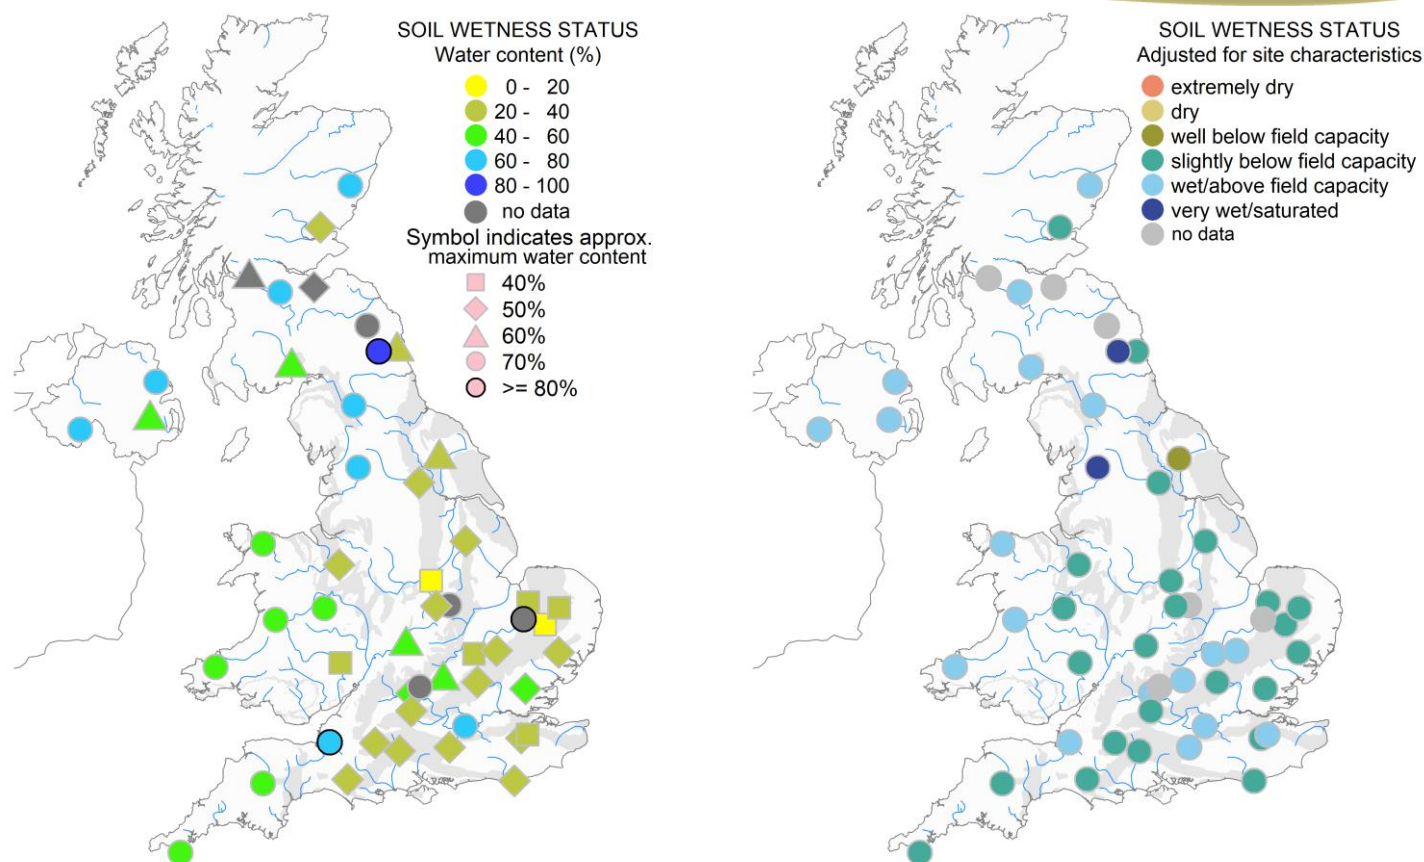 SOIL WETNESS STATUS
Water content (%)
0 - 20
20 - 40
40 - 60
60 - 80
80 - 100
no data
Symbol indicates approx.
maximum water content
40%
50%
60%
70%
>= 80%
SOIL WETNESS STATUS
Adjusted for site characteristics
extremely dry
dry
well below field capacity
slightly below field capacity
wet/above field capacity
very wet/saturated
no data